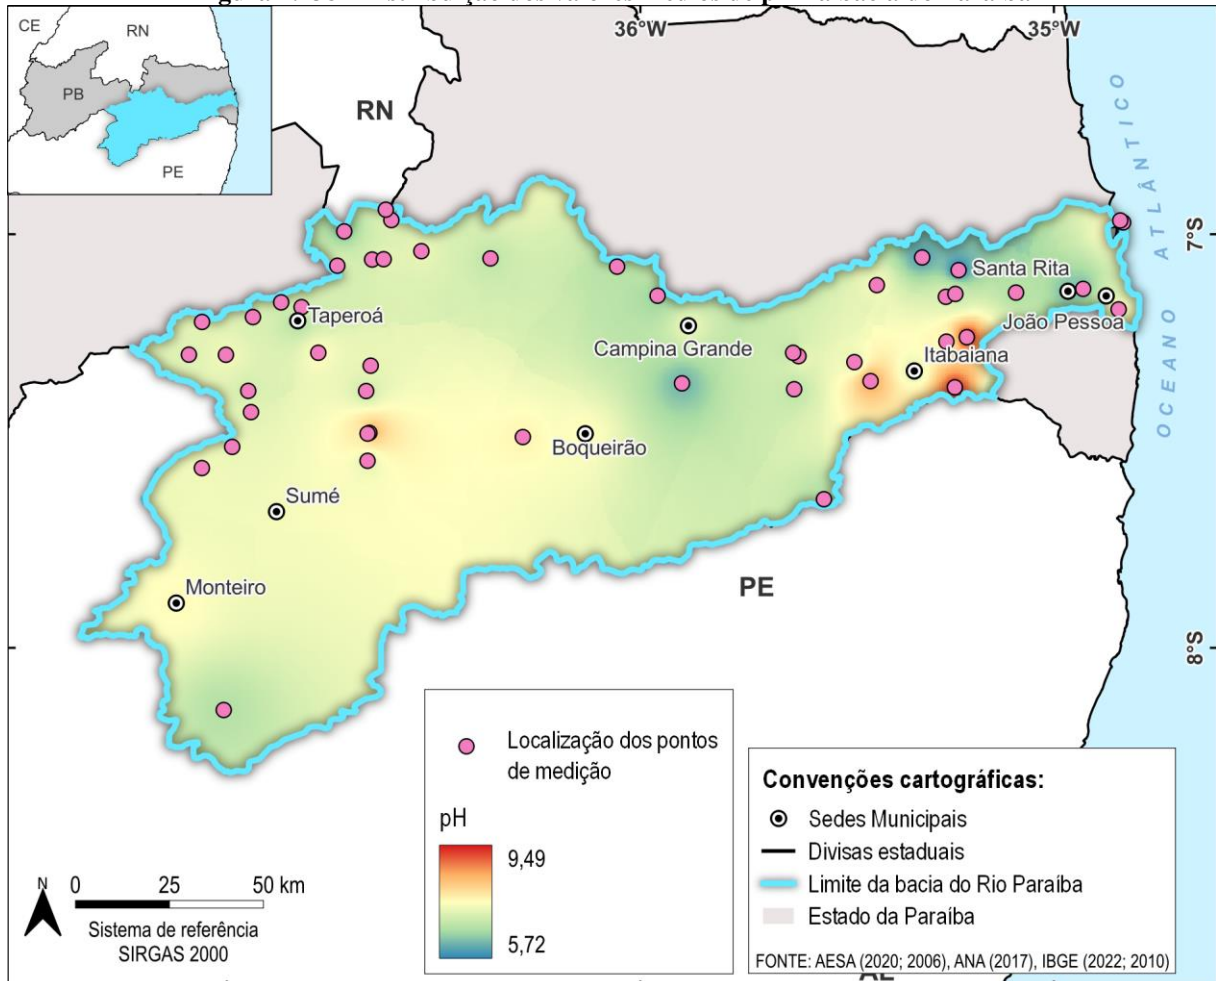 36°W
35°W
CE
RN
PB
PE
RN
OCEANO ATLÂNTICO
7°S
Santa Rita
João Pessoa
Taperoá
Campina Grande
Itabaiana
Boqueirão
Sumé
Monteiro
PE
8°S
Localização dos pontos
de medição
pH
9,49
5,72
Convenções cartográficas:
Sedes Municipais
Divisas estaduais
Limite da bacia do Rio Paraíba
Estado da Paraíba
FONTE: AESA (2020; 2006), ANA (2017), IBGE (2022; 2010)
N
0 25 50 km
Sistema de referência
SIRGAS 2000